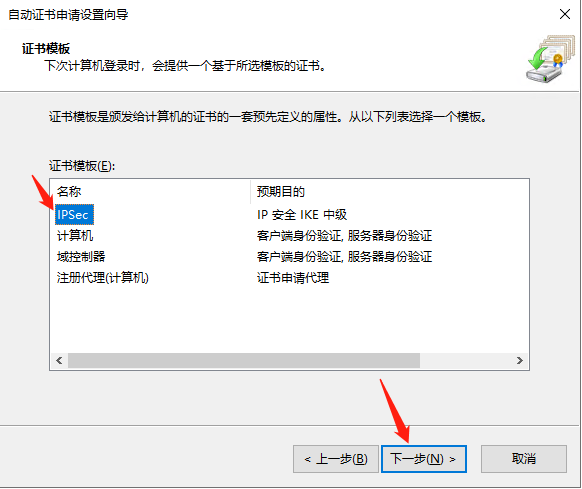 自动证书申请设置向导
证书模板
下次计算机登录时，会提供一个基于所选模板的证书。
证书模板是颁发给计算机的证书的一套预先定义的属性。从以下列表选择一个模板。
证书模板(E):
名称 预期目的
IPSec IP 安全 IKE 中级
计算机 客户端身份验证, 服务器身份验证
域控制器 客户端身份验证, 服务器身份验证
注册代理(计算机) 证书申请代理
< 上一步(B) 下一步(N) > 取消